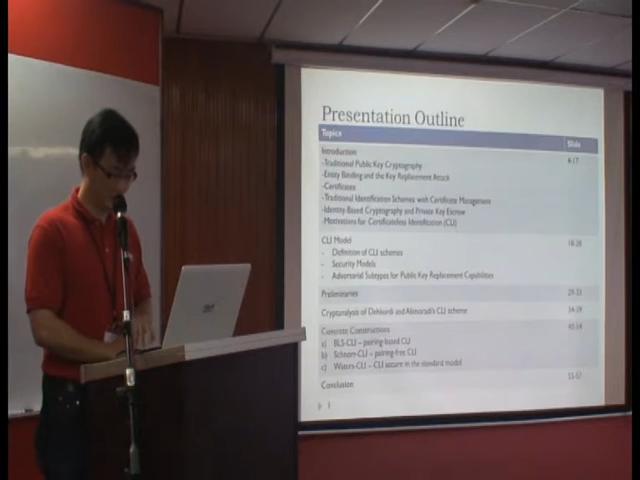 Presentation Outline
Topics Slide
Introduction 4-17
-Traditional Public Key Cryptography
-Entity Binding and the Key Replacement Attack
-Certificates
-Traditional Identification Schemes with Certificate Management
-Identity-Based Cryptography and Private Key Escrow
-Motivations for Certificateless Identification (CLI)
CLI Model 18-28
- Definition of CLI schemes
- Security Models
- Adversarial Subtypes for Public Key Replacement Capabilities
Preliminaries 29-33
Cryptanalysis of Dehkordi and Alimoradi's CLI scheme 34-39
Concrete Constructions
a) BLS-CLI – pairing-based CLI
b) Schnorr-CLI – pairing-free CLI
c) Waters-CLI – CLI secure in the standard model
Conclusion